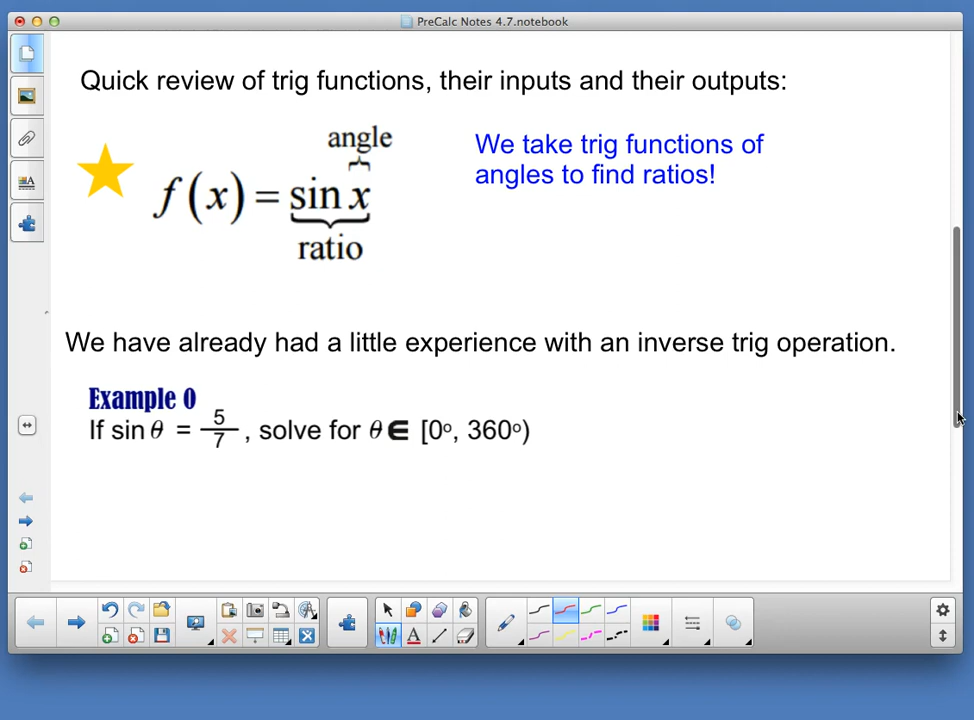 PreCalc Notes 4.7.notebook
Quick review of trig functions, their inputs and their outputs:
angle
f(x) = sin x
ratio
We take trig functions of
angles to find ratios!
We have already had a little experience with an inverse trig operation.
Example 0
If sin θ = 5/7, solve for θ ∈ [0º, 360º)